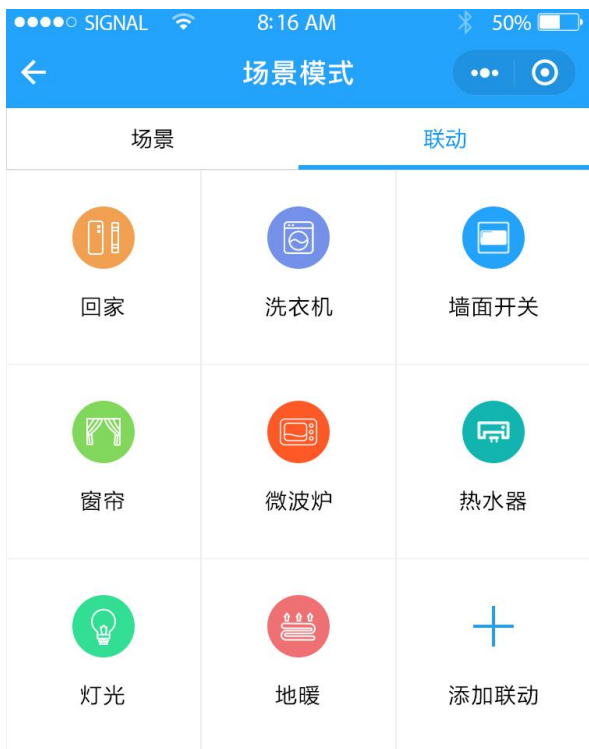 SIGNAL 8:16 AM 50%
场景模式
场景 联动
回家 洗衣机 墙面开关
窗帘 微波炉 热水器
灯光 地暖 添加联动